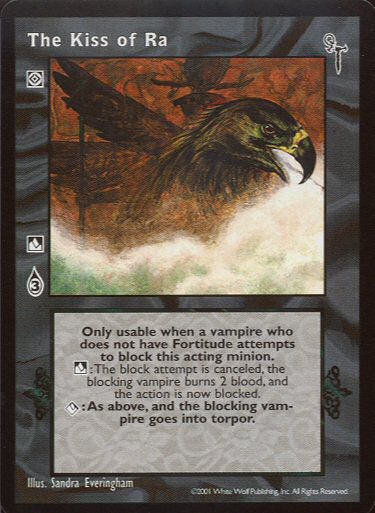 The Kiss of Ra
3
Only usable when a vampire who
does not have Fortitude attempts
to block this acting minion.
:The block attempt is canceled, the
blocking vampire burns 2 blood, and
the action is now blocked.
:As above, and the blocking vam-
pire goes into torpor.
Illus. Sandra Everingham
©2001 White Wolf Publishing, Inc. All Rights Reserved.